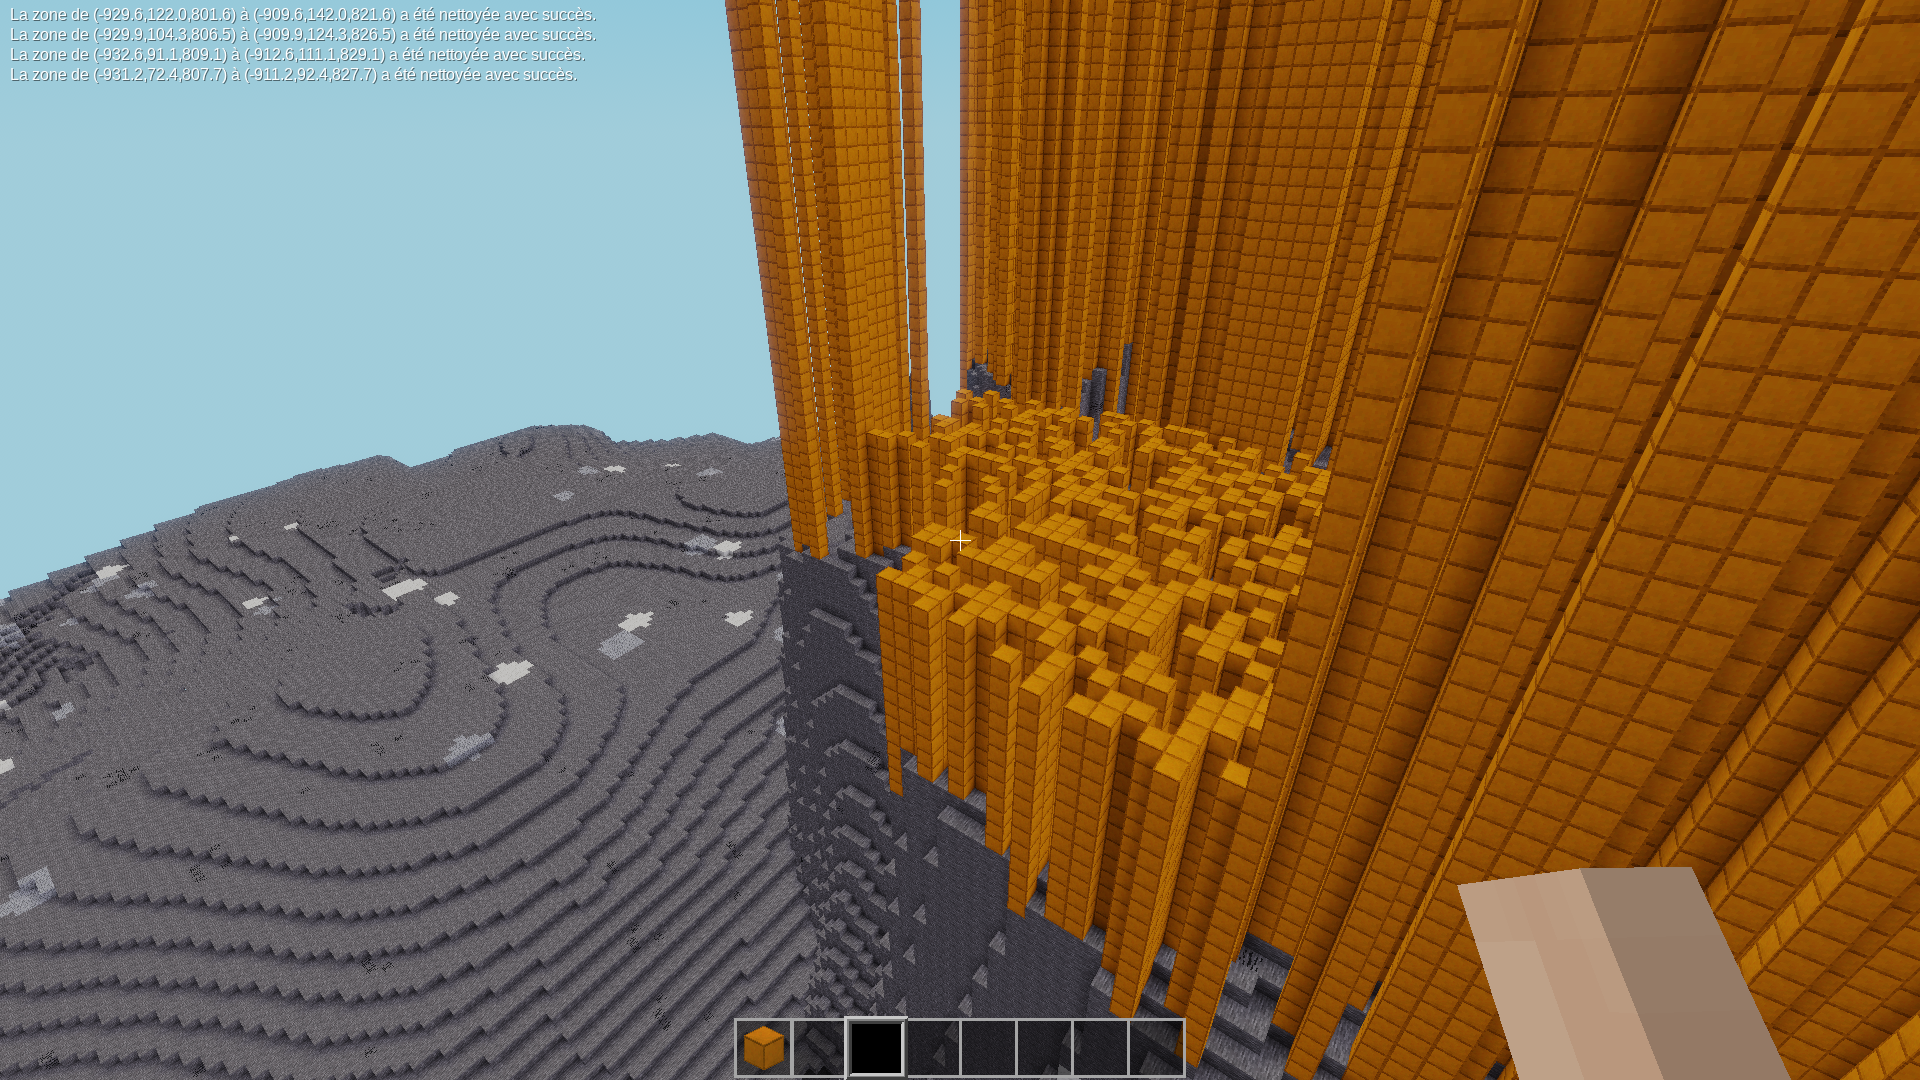 La zone de (-929.6,122.0,801.6) à (-909.6,142.0,821.6) a été nettoyée avec succès.
La zone de (-929.9,104.3,806.5) à (-909.9,124.3,826.5) a été nettoyée avec succès.
La zone de (-932.6,91.1,809.1) à (-912.6,111.1,829.1) a été nettoyée avec succès.
La zone de (-931.2,72.4,807.7) à (-911.2,92.4,827.7) a été nettoyée avec succès.